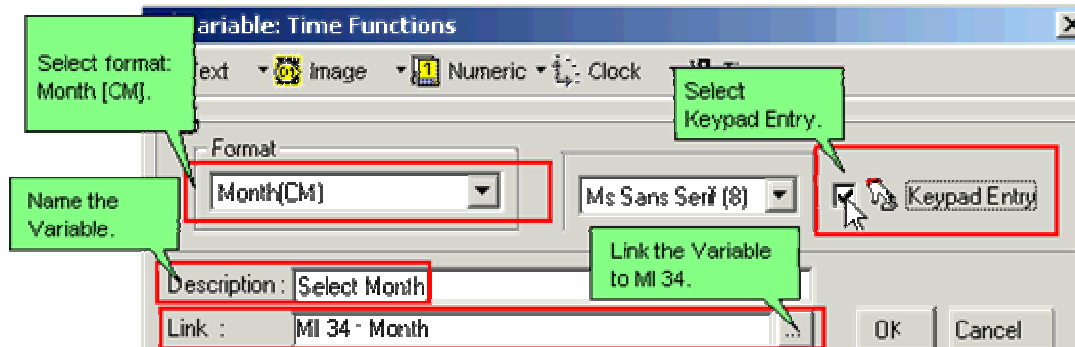 ariable: Time Functions
Select format:
Month [CM].
ext Image Numeric Clock
Select
Keypad Entry.
Format
Month(CM)
Ms Sans Serif (8)
Keypad Entry
Name the
Variable.
Link the Variable
to MI 34.
Description : Select Month
Link : MI 34 - Month ...
OK Cancel